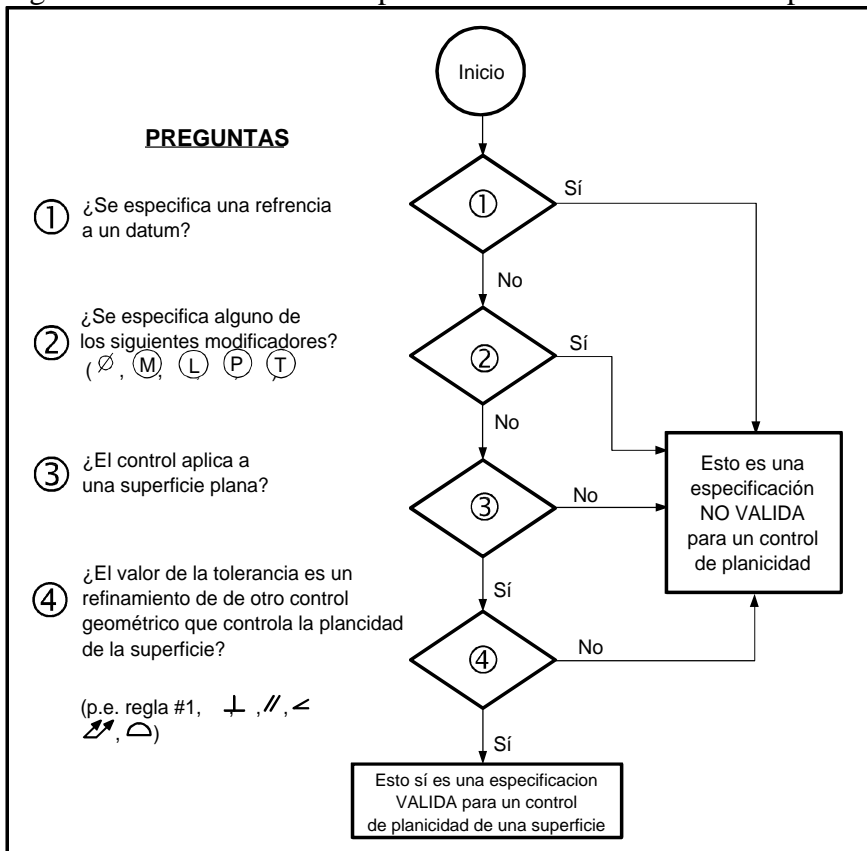 Inicio
PREGUNTAS
① ¿Se especifica una refrencia
a un datum?
② ¿Se especifica alguno de
los siguientes modificadores?
( ∅ , Ⓜ, Ⓛ, Ⓟ, Ⓣ
③ ¿El control aplica a
una superficie plana?
④ ¿El valor de la tolerancia es un
refinamiento de de otro control
geométrico que controla la plancidad
de la superficie?
(p.e. regla #1, ⊥ , // , ∠
⌰, ⌓)
①
Sí
No
②
Sí
No
③
No
Sí
④
No
Sí
Esto es una
especificación
NO VALIDA
para un control
de planicidad
Esto sí es una especificacion
VALIDA para un control
de planicidad de una superficie